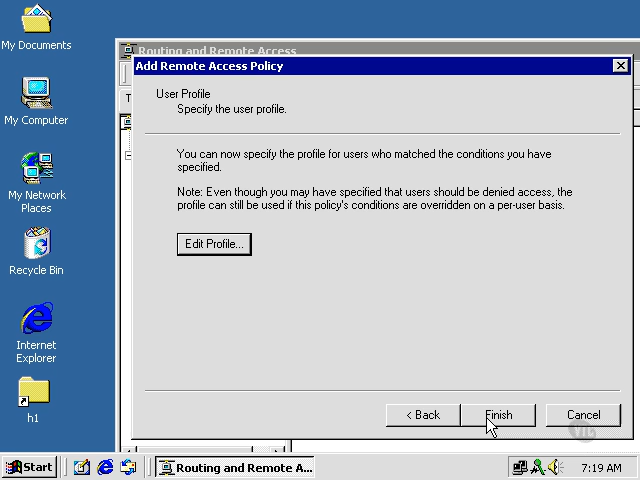 My Documents
My Computer
My Network
Places
Recycle Bin
Internet
Explorer
h1
Routing and Remote Access
Add Remote Access Policy
User Profile
Specify the user profile.
You can now specify the profile for users who matched the conditions you have
specified.
Note: Even though you may have specified that users should be denied access, the
profile can still be used if this policy's conditions are overridden on a per-user basis.
Edit Profile...
< Back
Finish
Cancel
Start
Routing and Remote A...
7:19 AM